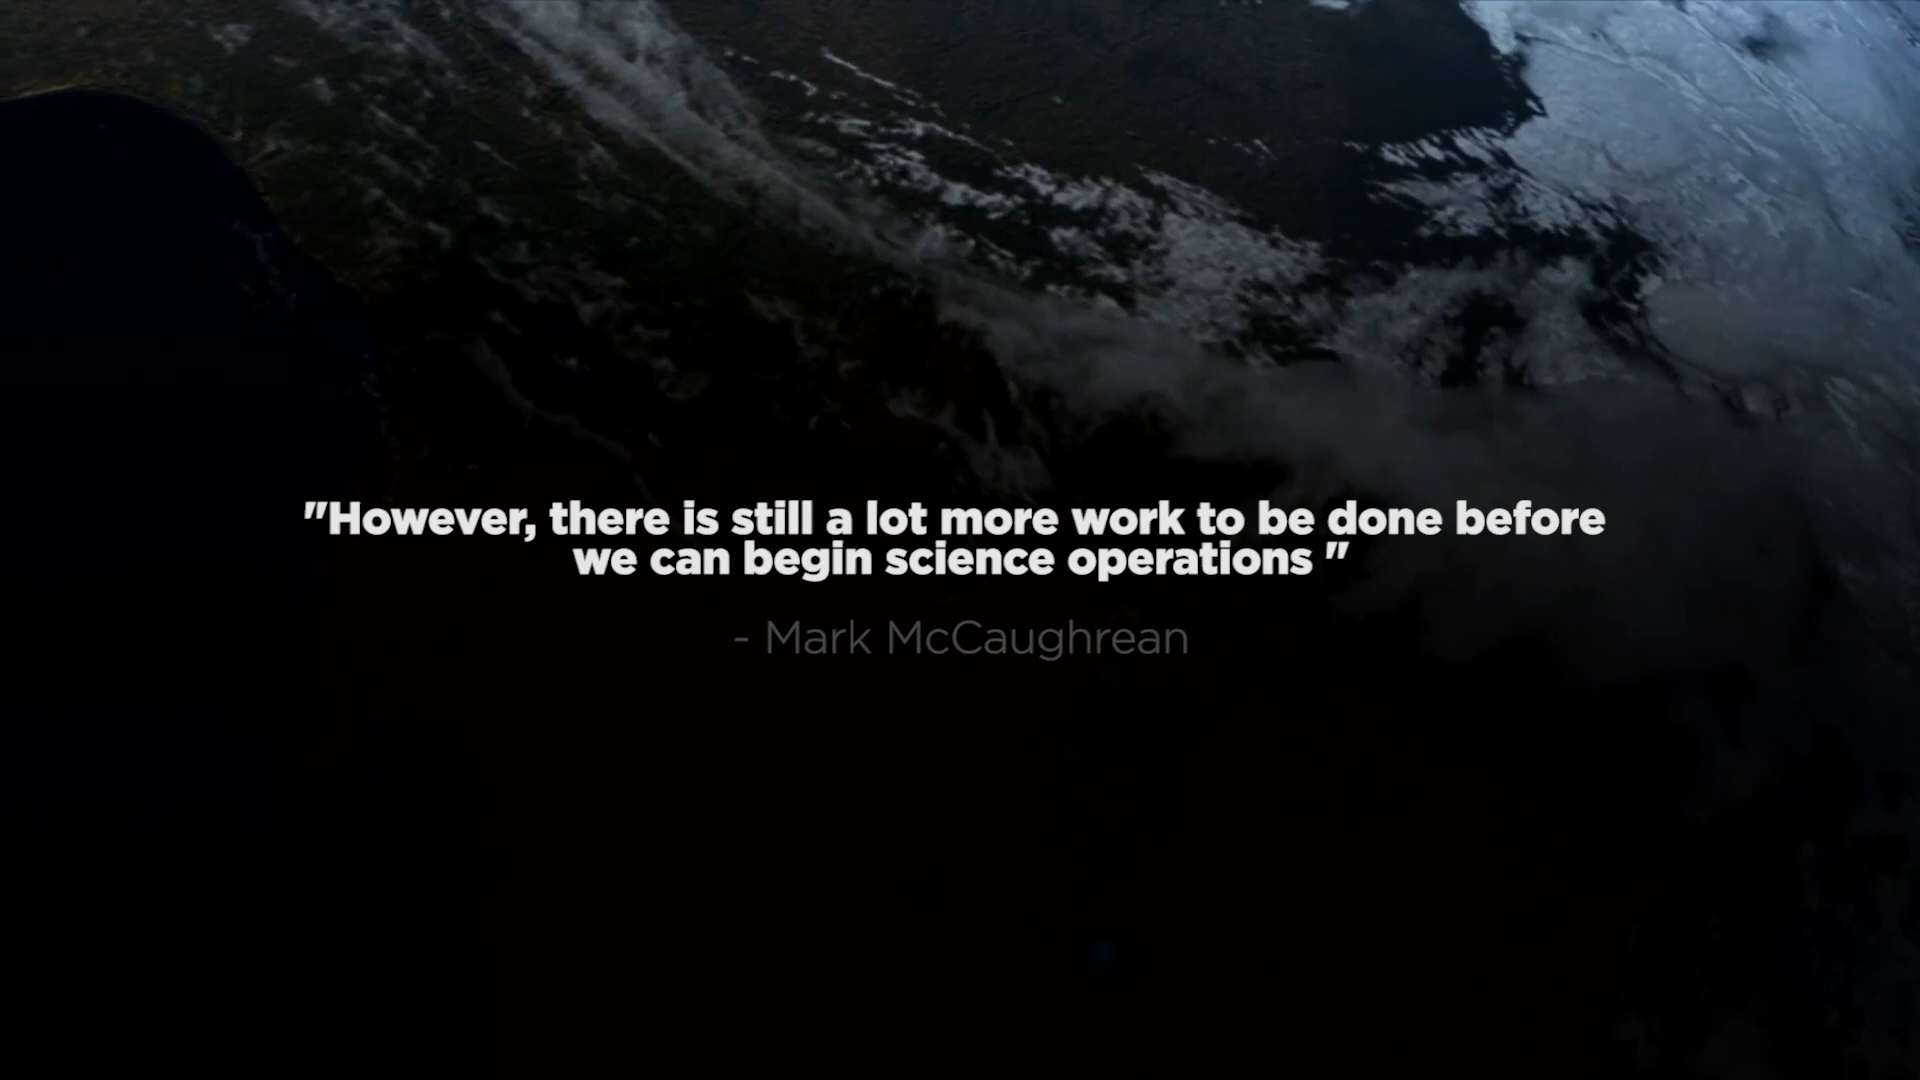 "However, there is still a lot more work to be done before
we can begin science operations "
- Mark McCaughrean